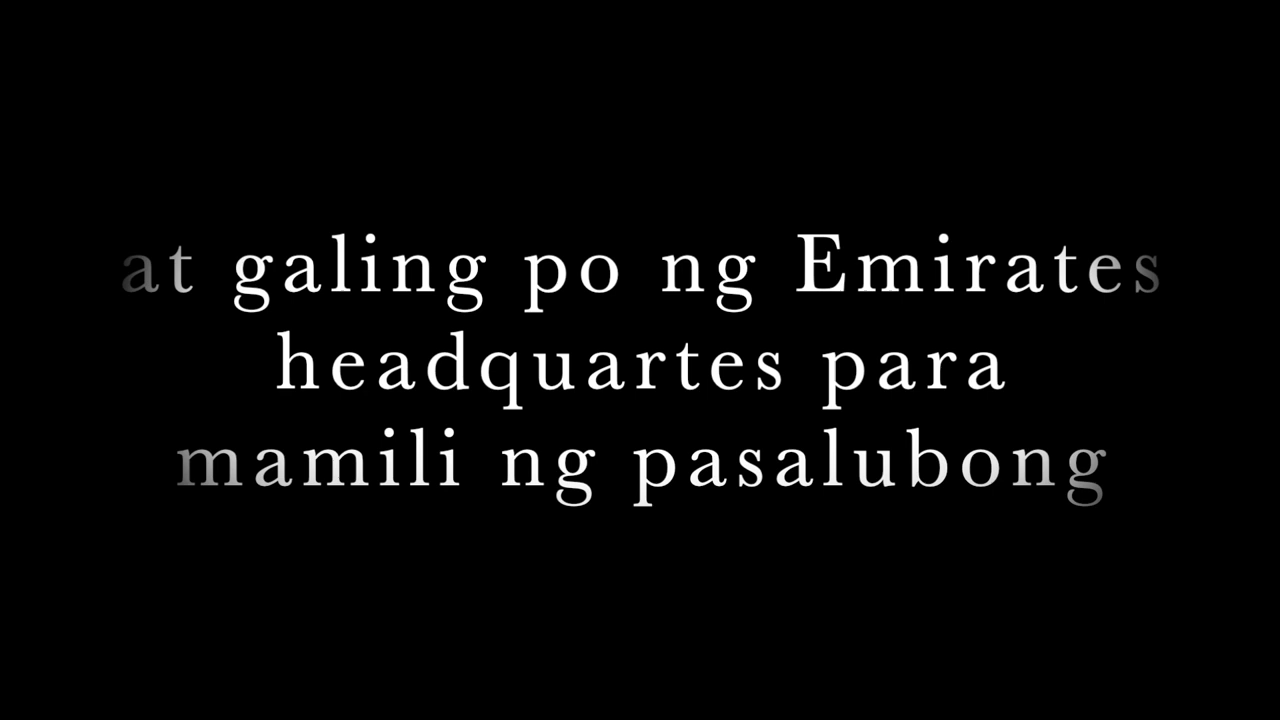 at galing po ng Emirates
headquartes para
mamili ng pasalubong